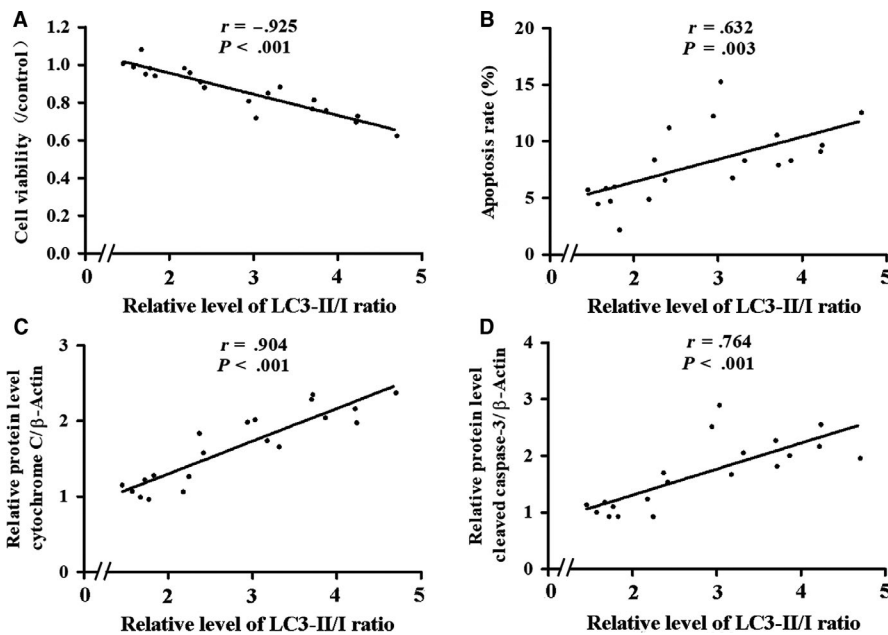 A
r = −.925
P < .001
Cell viability (/control)
1.2
1.0
0.8
0.6
0.4
0.2
0.0
0 2 3 4 5
Relative level of LC3-II/I ratio
B
r = .632
P = .003
Apoptosis rate (%)
20
15
10
5
0
0 2 3 4 5
Relative level of LC3-II/I ratio
C
r = .904
P < .001
Relative protein level
cytochrome C/β-Actin
3
2
1
0
0 2 3 4 5
Relative level of LC3-II/I ratio
D
r = .764
P < .001
Relative protein level
cleaved caspase-3/β-Actin
4
3
2
1
0
0 2 3 4 5
Relative level of LC3-II/I ratio